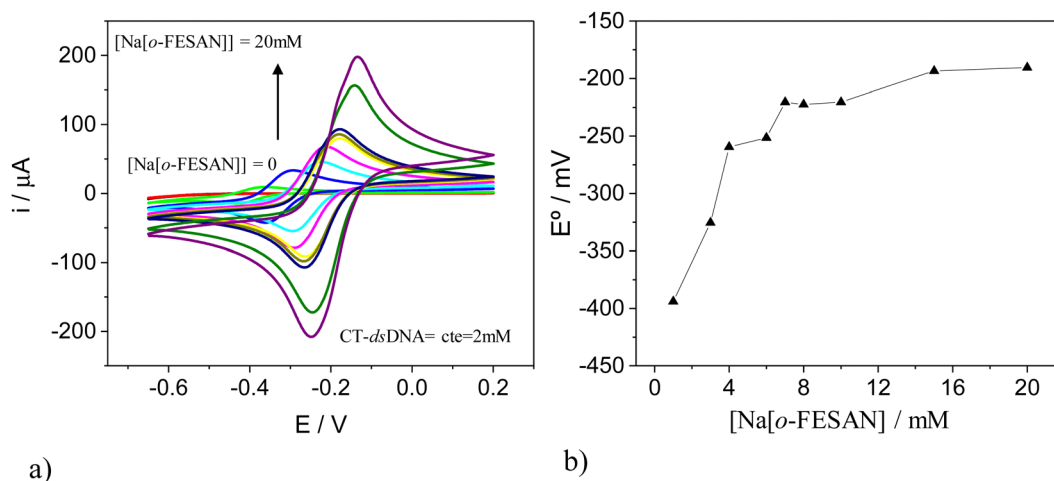 [Na[o-FESAN]] = 20mM
[Na[o-FESAN]] = 0
CT-dsDNA= cte=2mM
200
100
0
-100
-200
i / µA
-0.6
-0.4
-0.2
0.0
0.2
E / V
a)
-150
-200
-250
-300
-350
-400
-450
Eº / mV
0
4
8
12
16
20
[Na[o-FESAN] / mM
b)